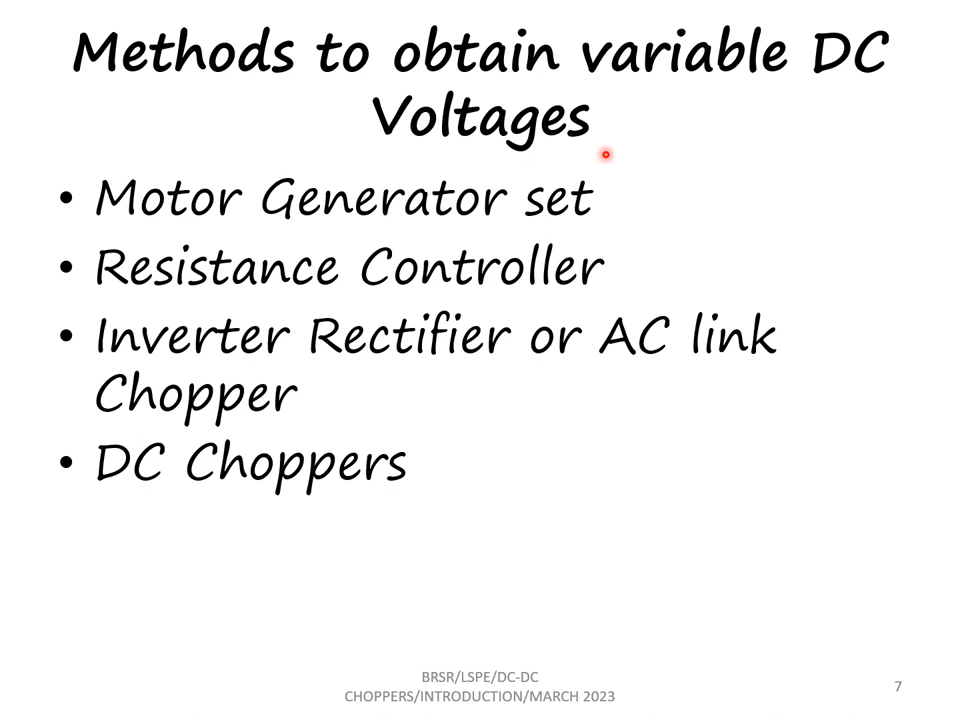 Methods to obtain variable DC
Voltages
• Motor Generator set
• Resistance Controller
• Inverter Rectifier or AC link
Chopper
• DC Choppers
BRSR/LSPE/DC-DC
CHOPPERS/INTRODUCTION/MARCH 2023
7